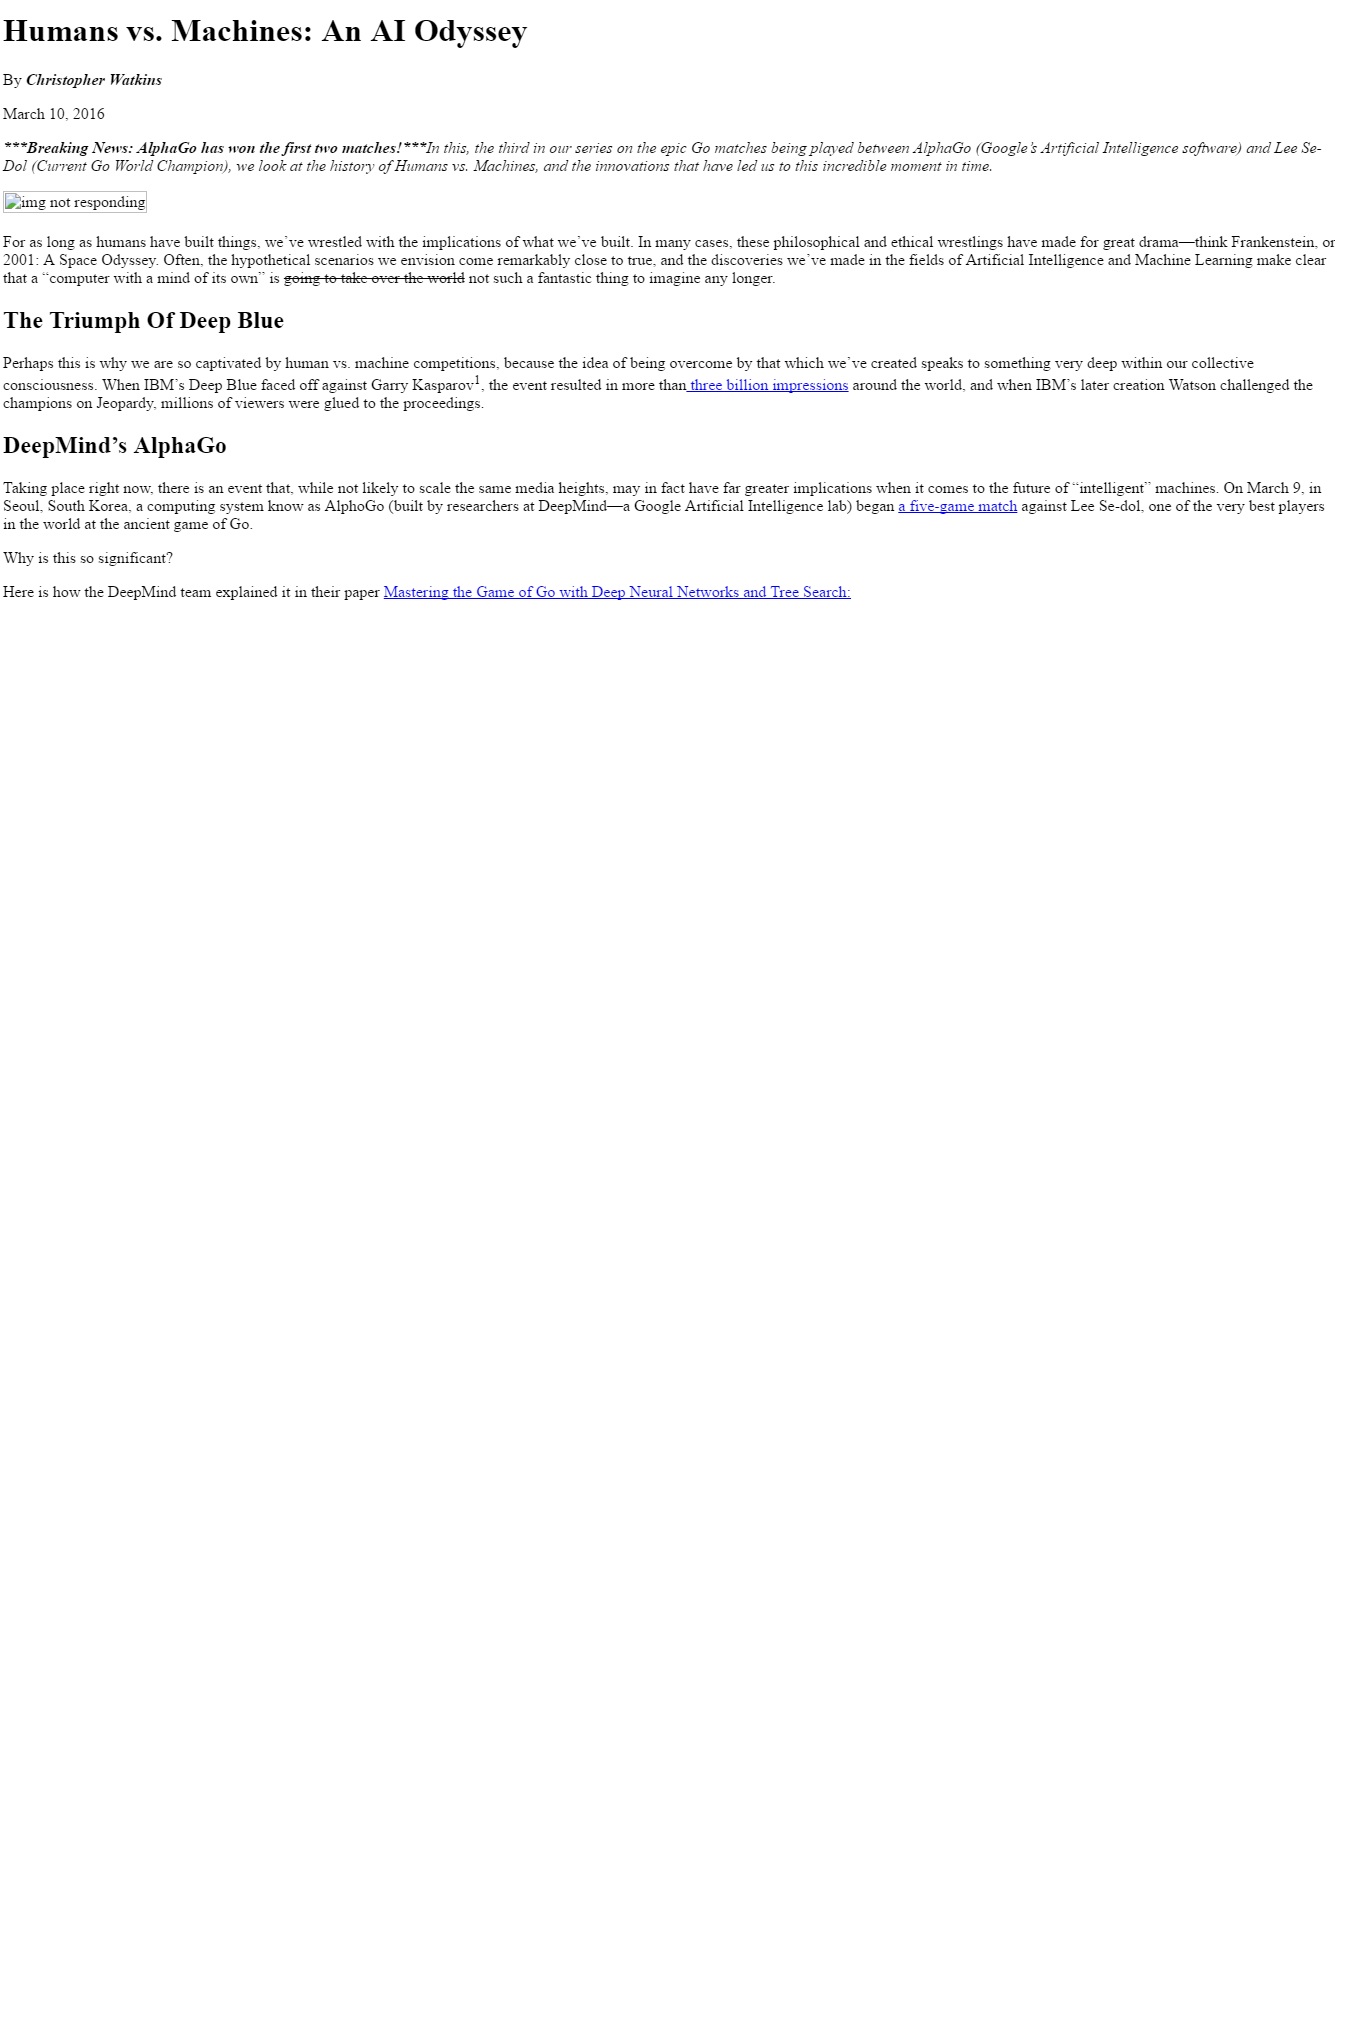 Humans vs. Machines: An AI Odyssey
By Christopher Watkins
March 10, 2016
***Breaking News: AlphaGo has won the first two matches!***In this, the third in our series on the epic Go matches being played between AlphaGo (Google’s Artificial Intelligence software) and Lee Se-
Dol (Current Go World Champion), we look at the history of Humans vs. Machines, and the innovations that have led us to this incredible moment in time.
img not responding
For as long as humans have built things, we’ve wrestled with the implications of what we’ve built. In many cases, these philosophical and ethical wrestlings have made for great drama—think Frankenstein, or
2001: A Space Odyssey. Often, the hypothetical scenarios we envision come remarkably close to true, and the discoveries we’ve made in the fields of Artificial Intelligence and Machine Learning make clear
that a “computer with a mind of its own” is going to take over the world not such a fantastic thing to imagine any longer.
The Triumph Of Deep Blue
Perhaps this is why we are so captivated by human vs. machine competitions, because the idea of being overcome by that which we’ve created speaks to something very deep within our collective
consciousness. When IBM’s Deep Blue faced off against Garry Kasparov1, the event resulted in more than three billion impressions around the world, and when IBM’s later creation Watson challenged the
champions on Jeopardy, millions of viewers were glued to the proceedings.
DeepMind’s AlphaGo
Taking place right now, there is an event that, while not likely to scale the same media heights, may in fact have far greater implications when it comes to the future of “intelligent” machines. On March 9, in
Seoul, South Korea, a computing system know as AlphoGo (built by researchers at DeepMind—a Google Artificial Intelligence lab) began a five-game match against Lee Se-dol, one of the very best players
in the world at the ancient game of Go.
Why is this so significant?
Here is how the DeepMind team explained it in their paper Mastering the Game of Go with Deep Neural Networks and Tree Search: